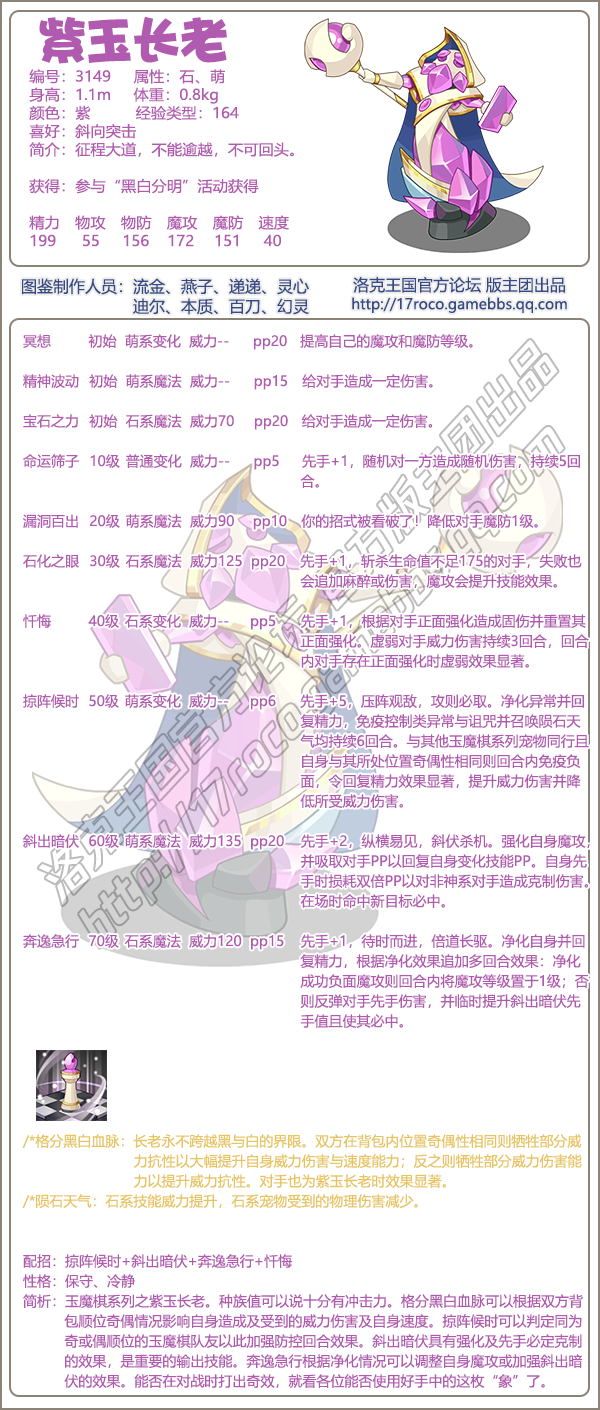 紫玉长老
编号：3149 属性：石、萌
身高：1.1m 体重：0.8kg
颜色：紫 经验类型：164
喜好：斜向突击
简介：征程大道，不能逾越，不可回头。
获得：参与“黑白分明”活动获得
精力 物攻 物防 魔攻 魔防 速度
199 55 156 172 151 40
图鉴制作人员：流金、燕子、递递、灵心
迪尔、本质、百刀、幻灵
洛克王国官方论坛 版主团出品
http://17roco.gamebbs.qq.com
冥想 初始 萌系变化 威力-- pp20 提高自己的魔攻和魔防等级。
精神波动 初始 萌系魔法 威力-- pp15 给对手造成一定伤害。
宝石之力 初始 石系魔法 威力70 pp20 给对手造成一定伤害。
命运筛子 10级 普通变化 威力-- pp5 先手+1，随机对一方造成随机伤害，持续5回
合。
漏洞百出 20级 萌系魔法 威力90 pp10 你的招式被看破了！降低对手魔防1级。
石化之眼 30级 石系魔法 威力125 pp20 先手+1，斩杀生命值不足175的对手，失败也
会追加麻醉或伤害，魔攻会提升技能效果。
忏悔 40级 石系变化 威力-- pp5 先手+1，根据对手正面强化造成固伤并重置其
正面强化。虚弱对手威力伤害持续3回合，回合
内对手存在正面强化时虚弱效果显著。
掠阵候时 50级 萌系变化 威力-- pp6 先手+5，压阵观敌，攻则必取。净化异常并回
复精力，免疫控制类异常与诅咒并召唤陨石天
气均持续6回合。与其他玉魔棋系列宠物同行且
自身与其所处位置奇偶性相同则回合内免疫负
面，令回复精力效果显著，提升威力伤害并降
低所受威力伤害。
斜出暗伏 60级 萌系魔法 威力135 pp20 先手+2，纵横易见，斜伏杀机。强化自身魔攻，
并吸取对手PP以回复自身变化技能PP。自身先
手时损耗双倍PP以对非神系对手造成克制伤害。
在场时命中新目标必中。
奔逸急行 70级 石系魔法 威力120 pp15 先手+1，待时而进，倍道长驱。净化自身并回
复精力，根据净化效果追加多回合效果：净化
成功负面魔攻则回合内将魔攻等级置于1级；否
则反弹对手先手伤害，并临时提升斜出暗伏先
手值且使其必中。
/*格分黑白血脉：长老永不跨越黑与白的界限。双方在背包内位置奇偶性相同则牺牲部分威
力抗性以大幅提升自身威力伤害与速度能力；反之则牺牲部分威力伤害能
力以提升威力抗性。对手也为紫玉长老时效果显著。
/*陨石天气：石系技能威力提升，石系宠物受到的物理伤害减少。
配招：掠阵候时+斜出暗伏+奔逸急行+忏悔
性格：保守、冷静
简析：玉魔棋系列之紫玉长老。种族值可以说十分有冲击力。格分黑白血脉可以根据双方背
包顺位奇偶情况影响自身造成及受到的威力伤害及自身速度。掠阵候时可以判定同为
奇或偶顺位的玉魔棋队友以此加强防控回合效果。斜出暗伏具有强化及先手必定克制
的效果，是重要的输出技能。奔逸急行根据净化情况可以调整自身魔攻或加强斜出暗
伏的效果。能否在对战时打出奇效，就看各位能否使用好手中的这枚“象”了。
洛克王国官方论坛 官方版主团出品
http://17roco.gamebbs.qq.com